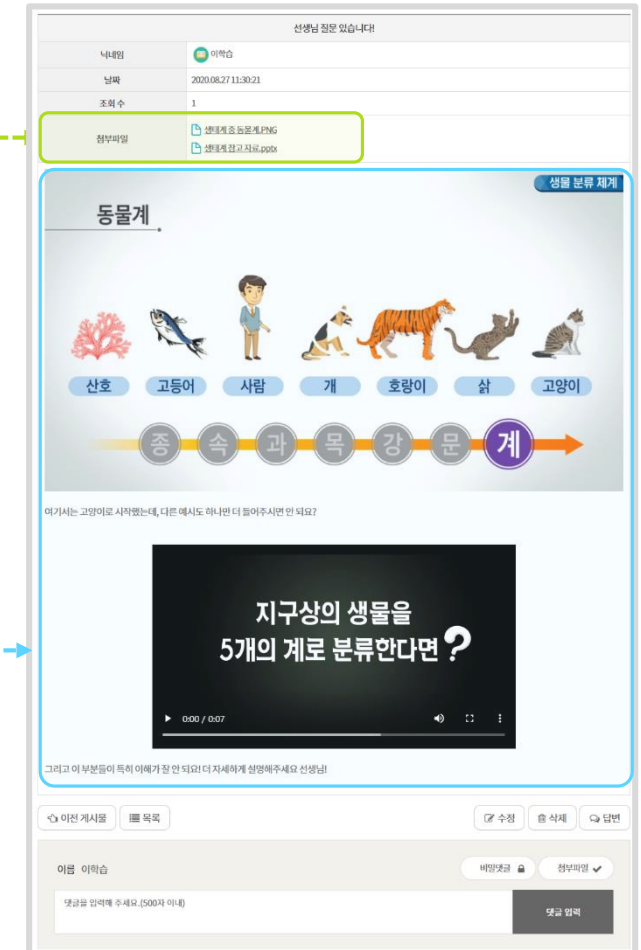 선생님 질문 있습니다!
닉네임 이학습
날짜 2020.08.27 11:30:21
조회 수 1
첨부파일 생태계 중 동물계.PNG
생태계 참고 자료.pptx
생물 분류 체계
동물계
산호 고등어 사람 개 호랑이 삵 고양이
종 속 과 목 강 문 계
여기서는 고양이로 시작했는데, 다른 예시도 하나만 더 들어주시면 안 되요?
지구상의 생물을
5개의 계로 분류한다면?
0:00 / 0:07
그리고 이 부분들이 특히 이해가 잘 안 되요! 더 자세하게 설명해주세요 선생님!
이전 게시물 목록 수정 삭제 답변
이름 이학습 비밀댓글 첨부파일
댓글을 입력해 주세요.(500자 이내)
댓글 입력